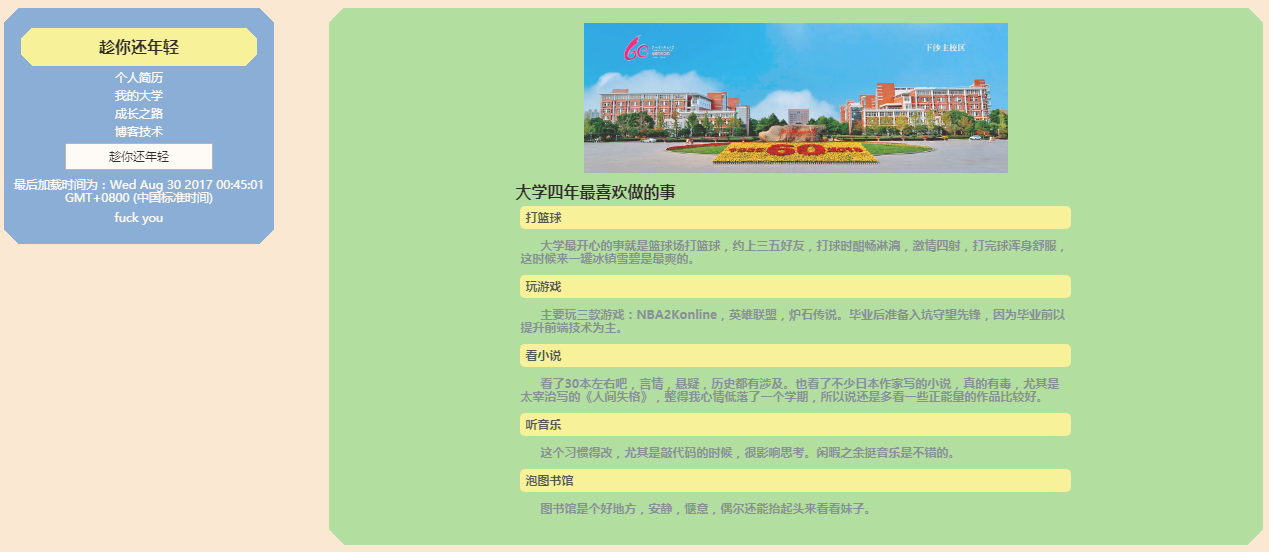 趁你还年轻
个人简历
我的大学
成长之路
博客技术
趁你还年轻
最后加载时间为：Wed Aug 30 2017 00:45:01
GMT+0800 (中国标准时间)
fuck you
60
下沙主校区
60
大学四年最喜欢做的事
打篮球
大学最开心的事就是篮球场打篮球，约上三五好友，打球时酣畅淋漓，激情四射，打完球浑身舒服，
这时候来一罐冰镇雪碧是最爽的。
玩游戏
主要玩三款游戏：NBA2Konline，英雄联盟，炉石传说。毕业后准备入坑守望先锋，因为毕业前以
提升前端技术为主。
看小说
看了30本左右吧，言情，悬疑，历史都有涉及。也看了不少日本作家写的小说，真的有毒，尤其是
太宰治写的《人间失格》，整得我心情低落了一个学期，所以说还是多看一些正能量的作品比较好。
听音乐
这个习惯得改，尤其是敲代码的时候，很影响思考。闲暇之余挺音乐是不错的。
泡图书馆
图书馆是个好地方，安静，惬意，偶尔还能抬起头来看看妹子。